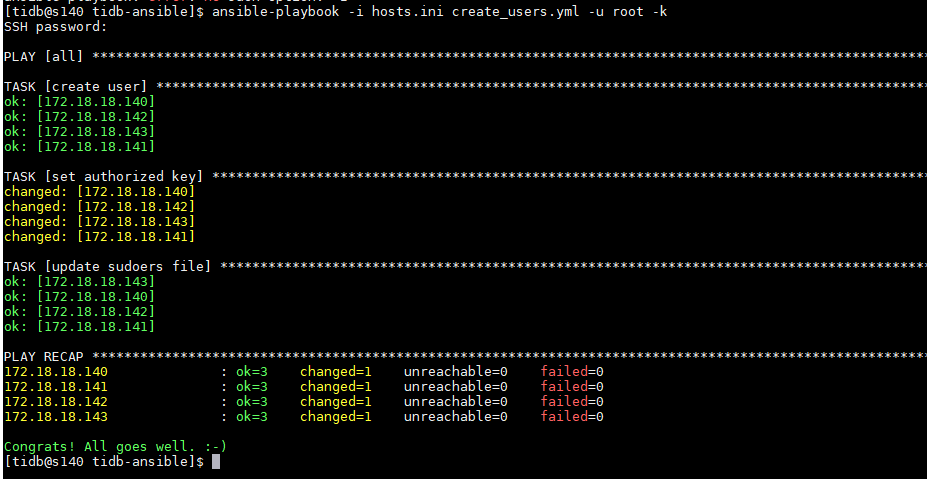 [tidb@s140 tidb-ansible]$ ansible-playbook -i hosts.ini create_users.yml -u root -k
SSH password:
PLAY [all] ********************************************************************************************************
TASK [create user] ************************************************************************************************
ok: [172.18.18.140]
ok: [172.18.18.142]
ok: [172.18.18.143]
ok: [172.18.18.141]
TASK [set authorized key] *****************************************************************************************
changed: [172.18.18.140]
changed: [172.18.18.142]
changed: [172.18.18.143]
changed: [172.18.18.141]
TASK [update sudoers file] ****************************************************************************************
ok: [172.18.18.143]
ok: [172.18.18.140]
ok: [172.18.18.142]
ok: [172.18.18.141]
PLAY RECAP ********************************************************************************************************
172.18.18.140 : ok=3 changed=1 unreachable=0 failed=0
172.18.18.141 : ok=3 changed=1 unreachable=0 failed=0
172.18.18.142 : ok=3 changed=1 unreachable=0 failed=0
172.18.18.143 : ok=3 changed=1 unreachable=0 failed=0
Congrats! All goes well. :-)
[tidb@s140 tidb-ansible]$